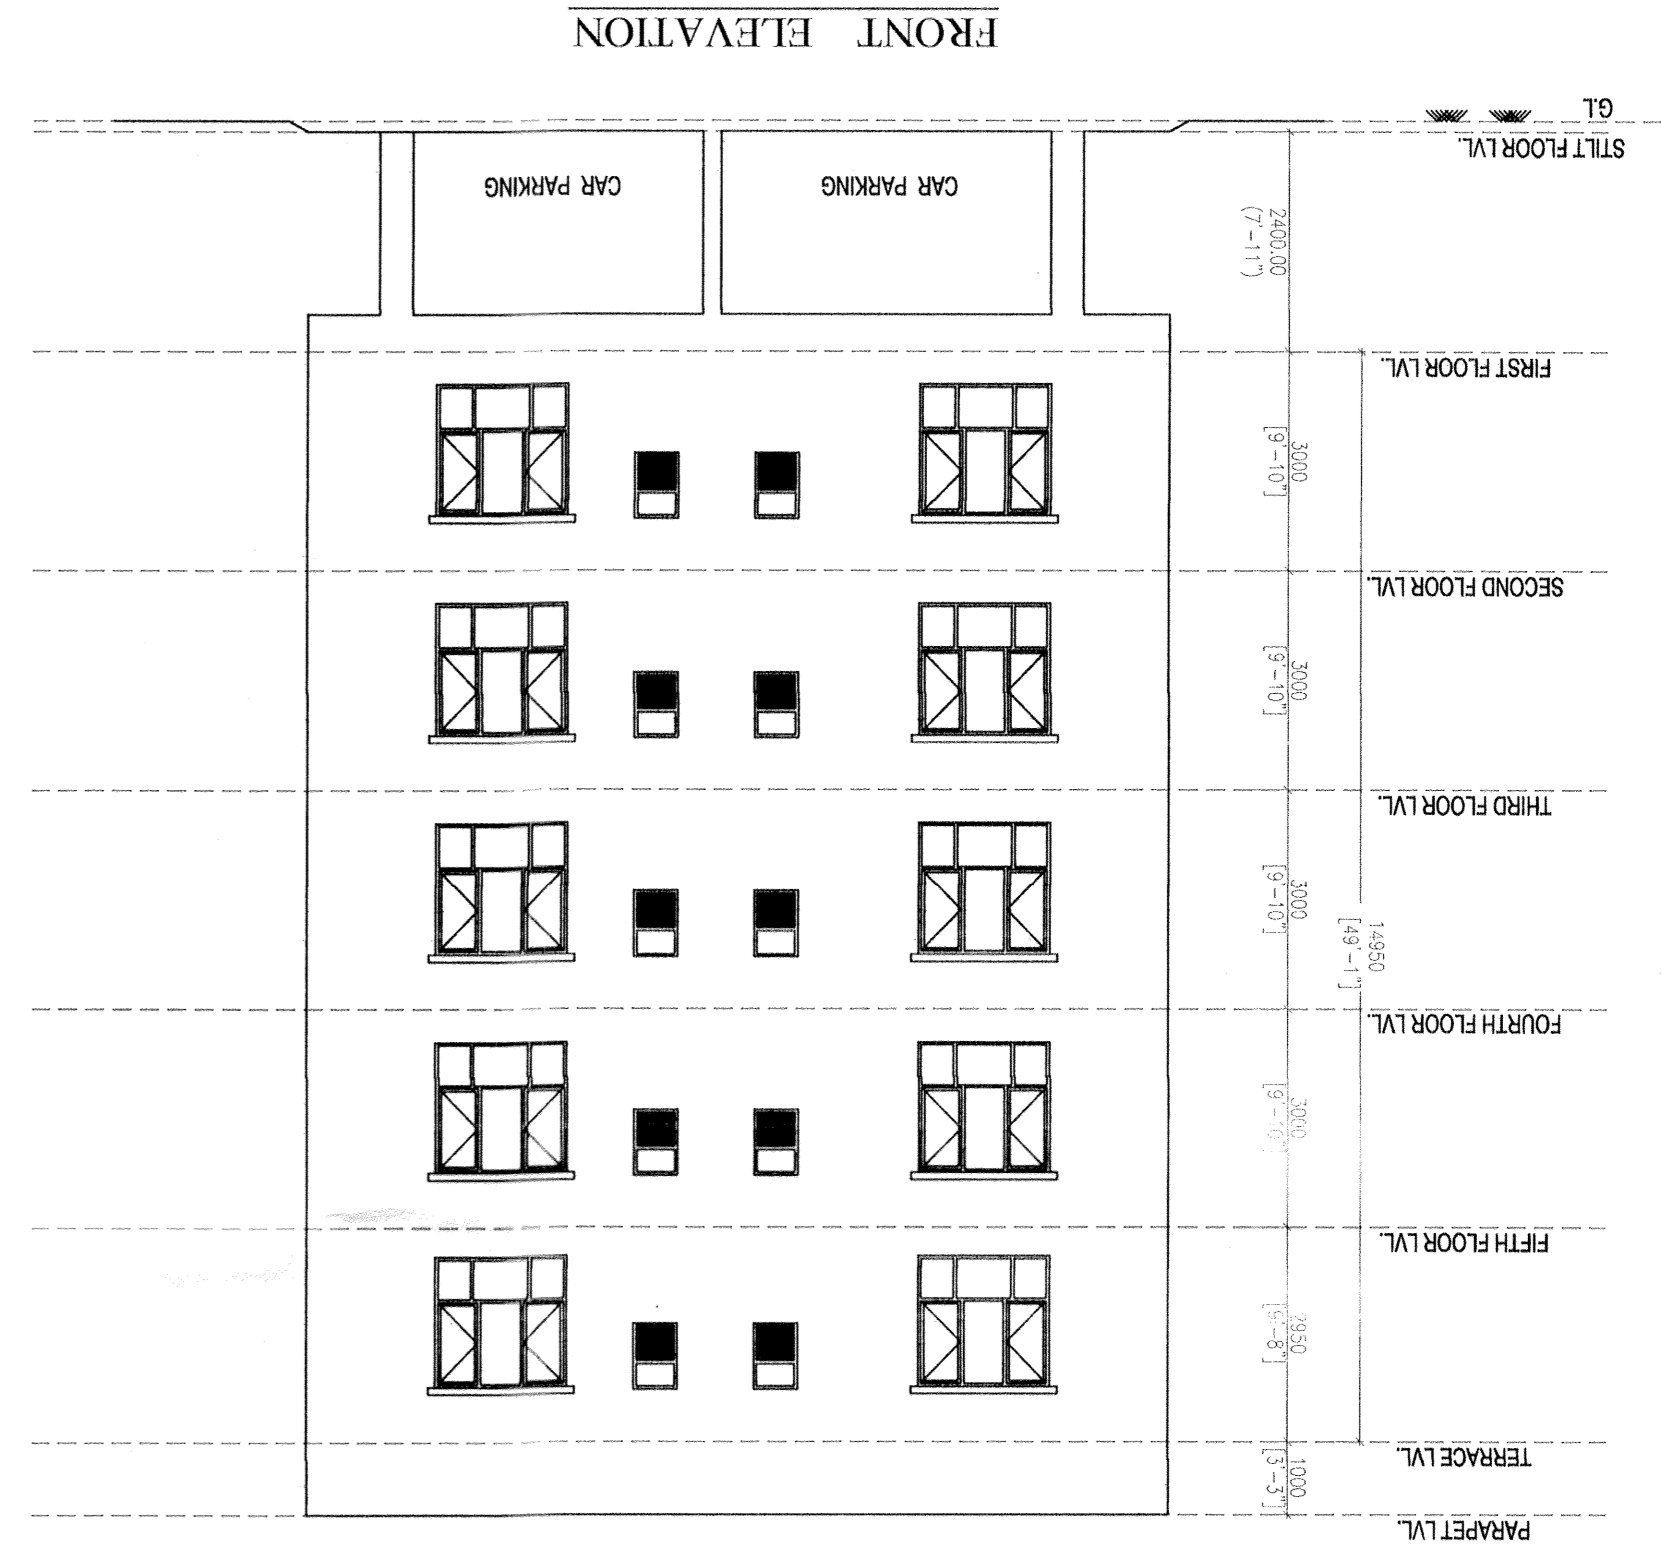 PARAPET LVL.
1000
[3'-3"]
TERRACE LVL.
2950
[9'-8"]
FIFTH FLOOR LVL.
3000
[9'-10"]
FOURTH FLOOR LVL.
14950
[49'-1"]
3000
[9'-10"]
THIRD FLOOR LVL.
3000
[9'-10"]
SECOND FLOOR LVL.
3000
[9'-10"]
FIRST FLOOR LVL.
2400.00
(7'-11")
CAR PARKING
CAR PARKING
STILT FLOOR LVL.
G.L
FRONT ELEVATION